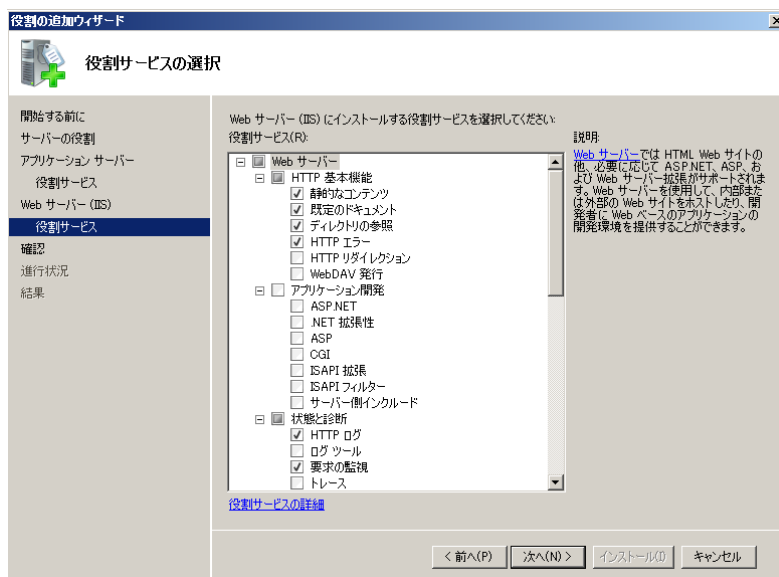 役割の追加ウィザード
役割サービスの選択
開始する前に
サーバーの役割
アプリケーション サーバー
役割サービス
Web サーバー (IIS)
役割サービス
確認
進行状況
結果
Web サーバー (IIS) にインストールする役割サービスを選択してください:
役割サービス(R):
Web サーバー
HTTP 基本機能
静的なコンテンツ
既定のドキュメント
ディレクトリの参照
HTTP エラー
HTTP リダイレクション
WebDAV 発行
アプリケーション開発
ASP.NET
.NET 拡張性
ASP
CGI
ISAPI 拡張
ISAPI フィルター
サーバー側インクルード
状態と診断
HTTP ログ
ログ ツール
要求の監視
トレース
役割サービスの詳細
説明:
Web サーバーでは HTML Web サイトの
他、必要に応じて ASP.NET、ASP、お
よび Web サーバー拡張がサポートされま
す。Web サーバーを使用して、内部また
は外部の Web サイトをホストしたり、開
発者に Web ベースのアプリケーションの
開発環境を提供することができます。
< 前へ(P)
次へ(N) >
インストール(I)
キャンセル